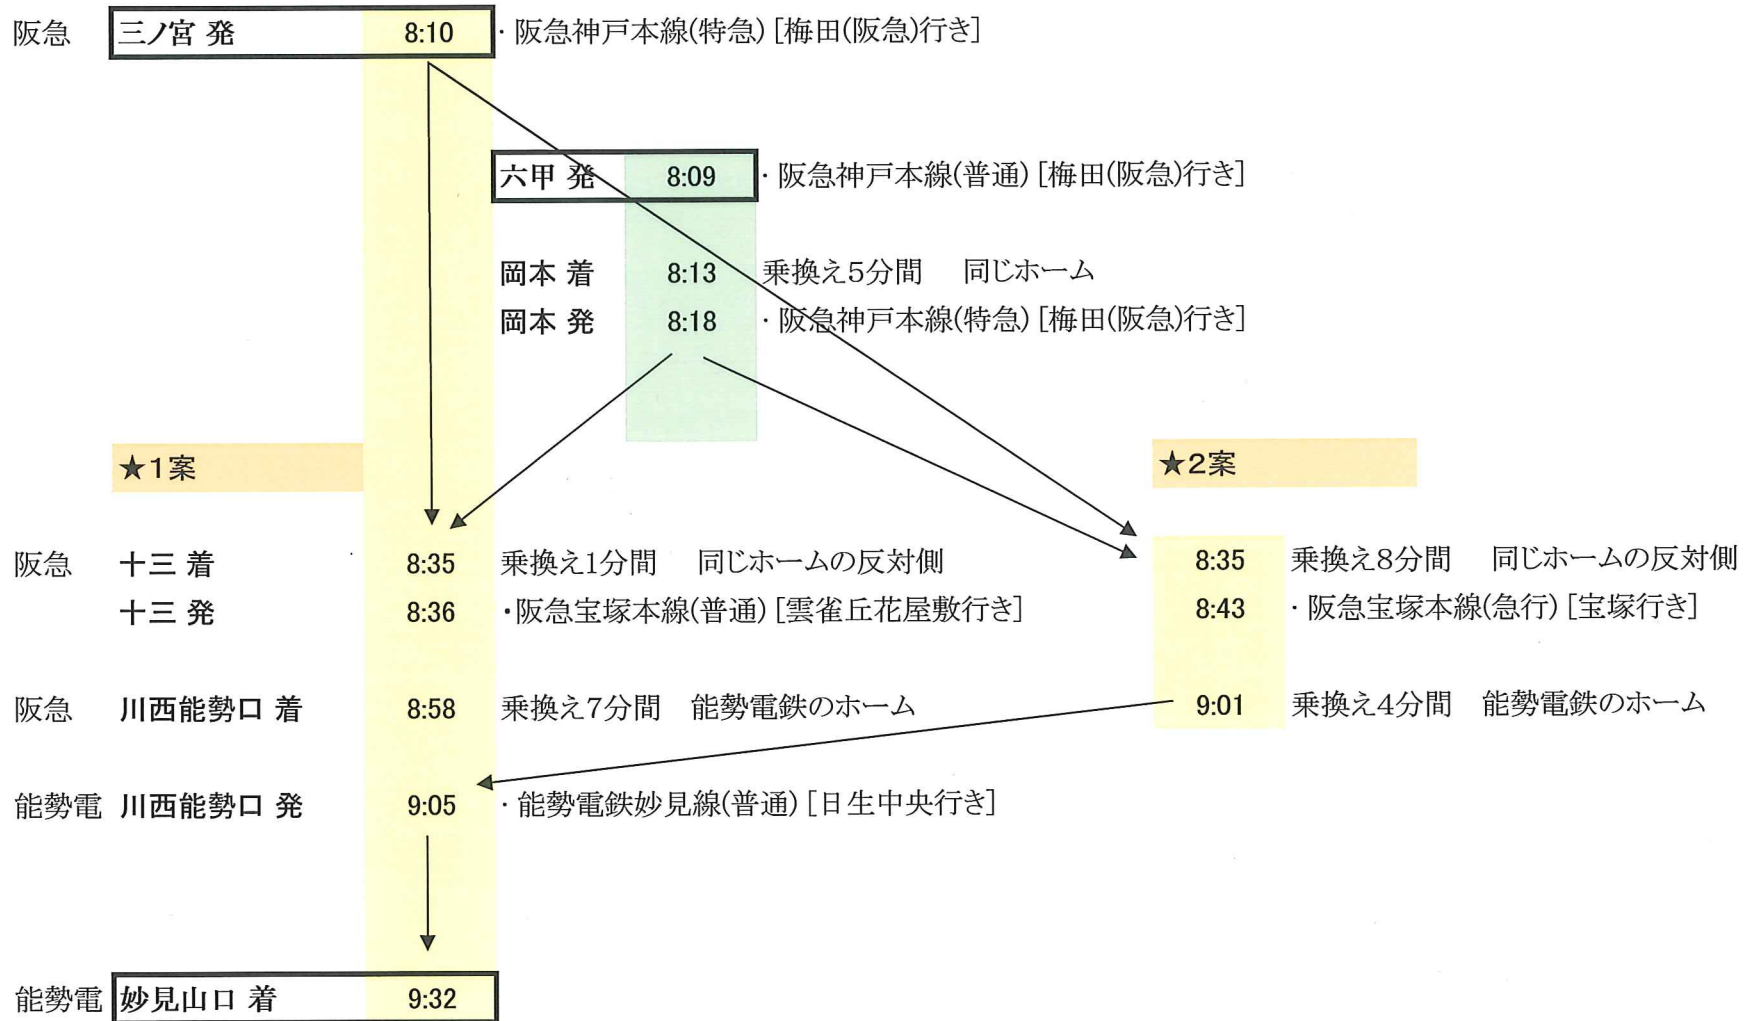 阪急 三ノ宮 発 8:10 ・阪急神戸本線(特急) [梅田(阪急)行き]
六甲 発 8:09 ・阪急神戸本線(普通) [梅田(阪急)行き]
岡本 着 8:13 乗換え5分間 同じホーム
岡本 発 8:18 ・阪急神戸本線(特急) [梅田(阪急)行き]
★1案 ★2案
阪急 十三 着 8:35 乗換え1分間 同じホームの反対側 8:35 乗換え8分間 同じホームの反対側
十三 発 8:36 ・阪急宝塚本線(普通) [雲雀丘花屋敷行き] 8:43 ・阪急宝塚本線(急行) [宝塚行き]
阪急 川西能勢口 着 8:58 乗換え7分間 能勢電鉄のホーム 9:01 乗換え4分間 能勢電鉄のホーム
能勢電 川西能勢口 発 9:05 ・能勢電鉄妙見線(普通) [日生中央行き]
能勢電 妙見山口 着 9:32